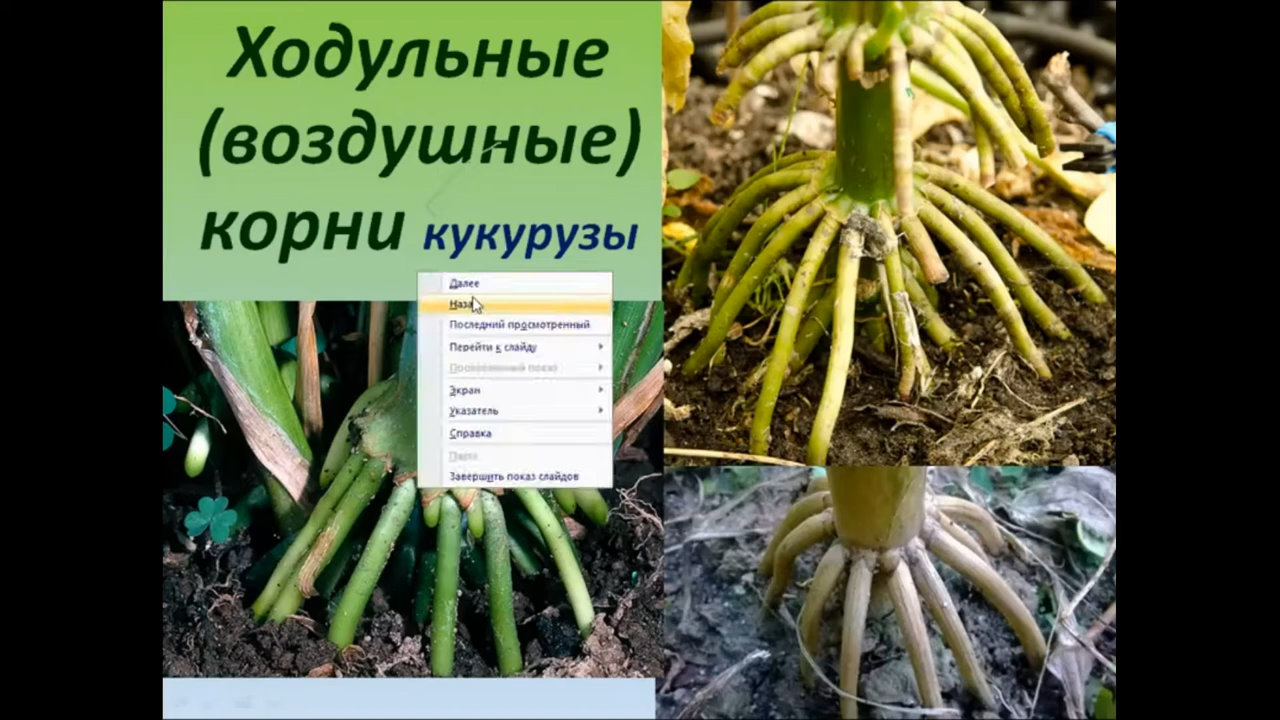 Ходульные
(воздушные)
корни кукурузы
Далее
Последний просмотренный
Перейти к слайду
Экран
Указатель
Справка
Завершить показ слайдов